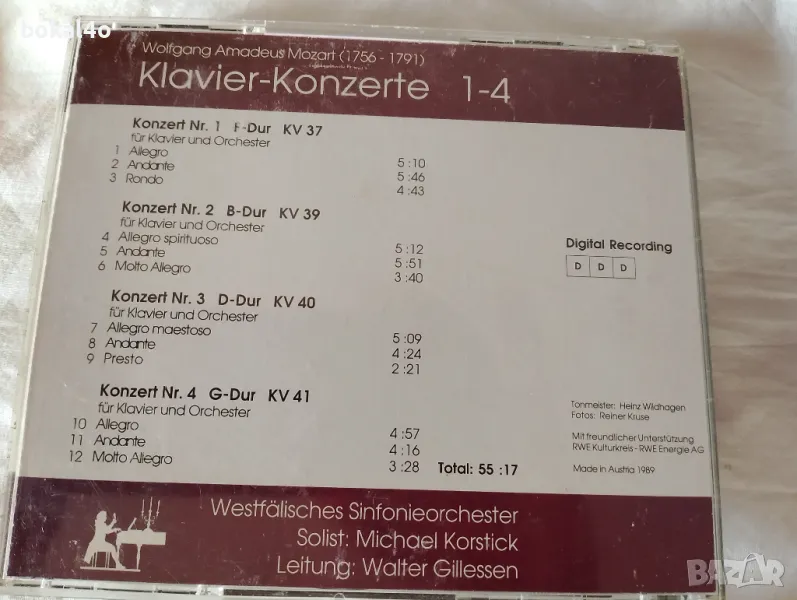 bokal40'
Wolfgang Amadeus Mozart (1756 - 1791)
Klavier-Konzerte 1-4
Konzert Nr. 1 F-Dur KV 37
für Klavier und Orchester
1 Allegro 5 :10
2 Andante 5 :46
3 Rondo 4 :43
Konzert Nr. 2 B-Dur KV 39
für Klavier und Orchester
4 Allegro spirituoso 5 :12
5 Andante 5 :51
6 Molto Allegro 3 :40
Konzert Nr. 3 D-Dur KV 40
für Klavier und Orchester
7 Allegro maestoso 5 :09
8 Andante 4 :24
9 Presto 2 :21
Konzert Nr. 4 G-Dur KV 41
für Klavier und Orchester
10 Allegro 4 :57
11 Andante 4 :16
12 Molto Allegro 3 :28 Total: 55 :17
Digital Recording
D D D
Tonmeister: Heinz Wildhagen
Fotos: Reiner Kruse
Mit freundlicher Unterstützung
RWE Kulturkreis - RWE Energie AG
Made in Austria 1989
Westfälisches Sinfonieorchester
Solist: Michael Korstick
Leitung: Walter Gillessen
BAZAR